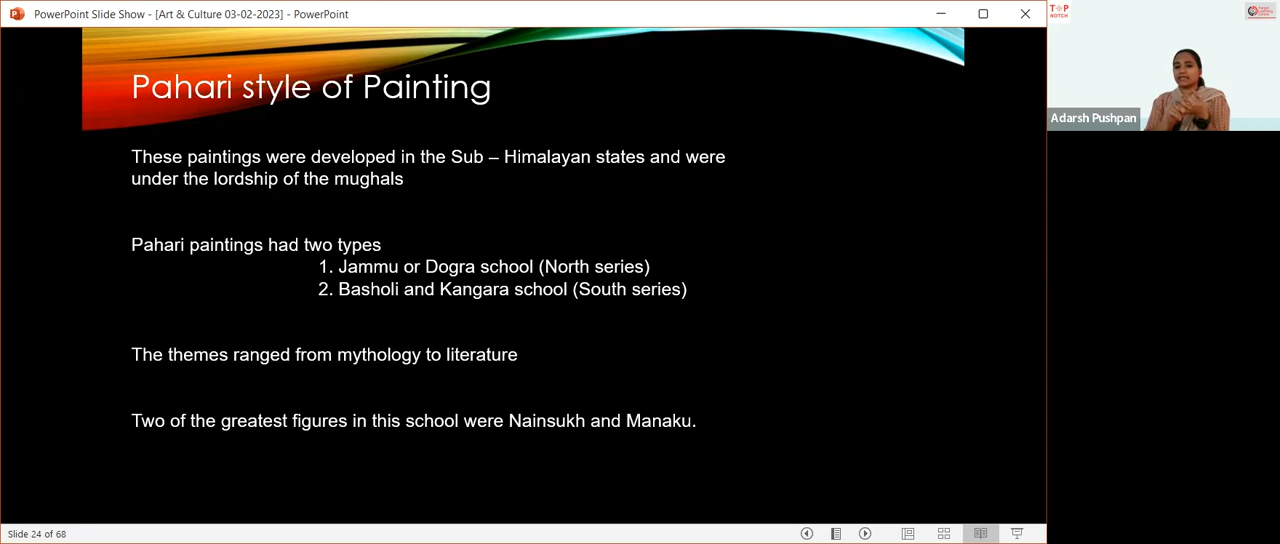 PowerPoint Slide Show - [Art & Culture 03-02-2023] - PowerPoint
T P
NOTCH
Pahari style of Painting
Adarsh Pushpan
These paintings were developed in the Sub – Himalayan states and were
under the lordship of the mughals
Pahari paintings had two types
1. Jammu or Dogra school (North series)
2. Basholi and Kangara school (South series)
The themes ranged from mythology to literature
Two of the greatest figures in this school were Nainsukh and Manaku.
Slide 24 of 68